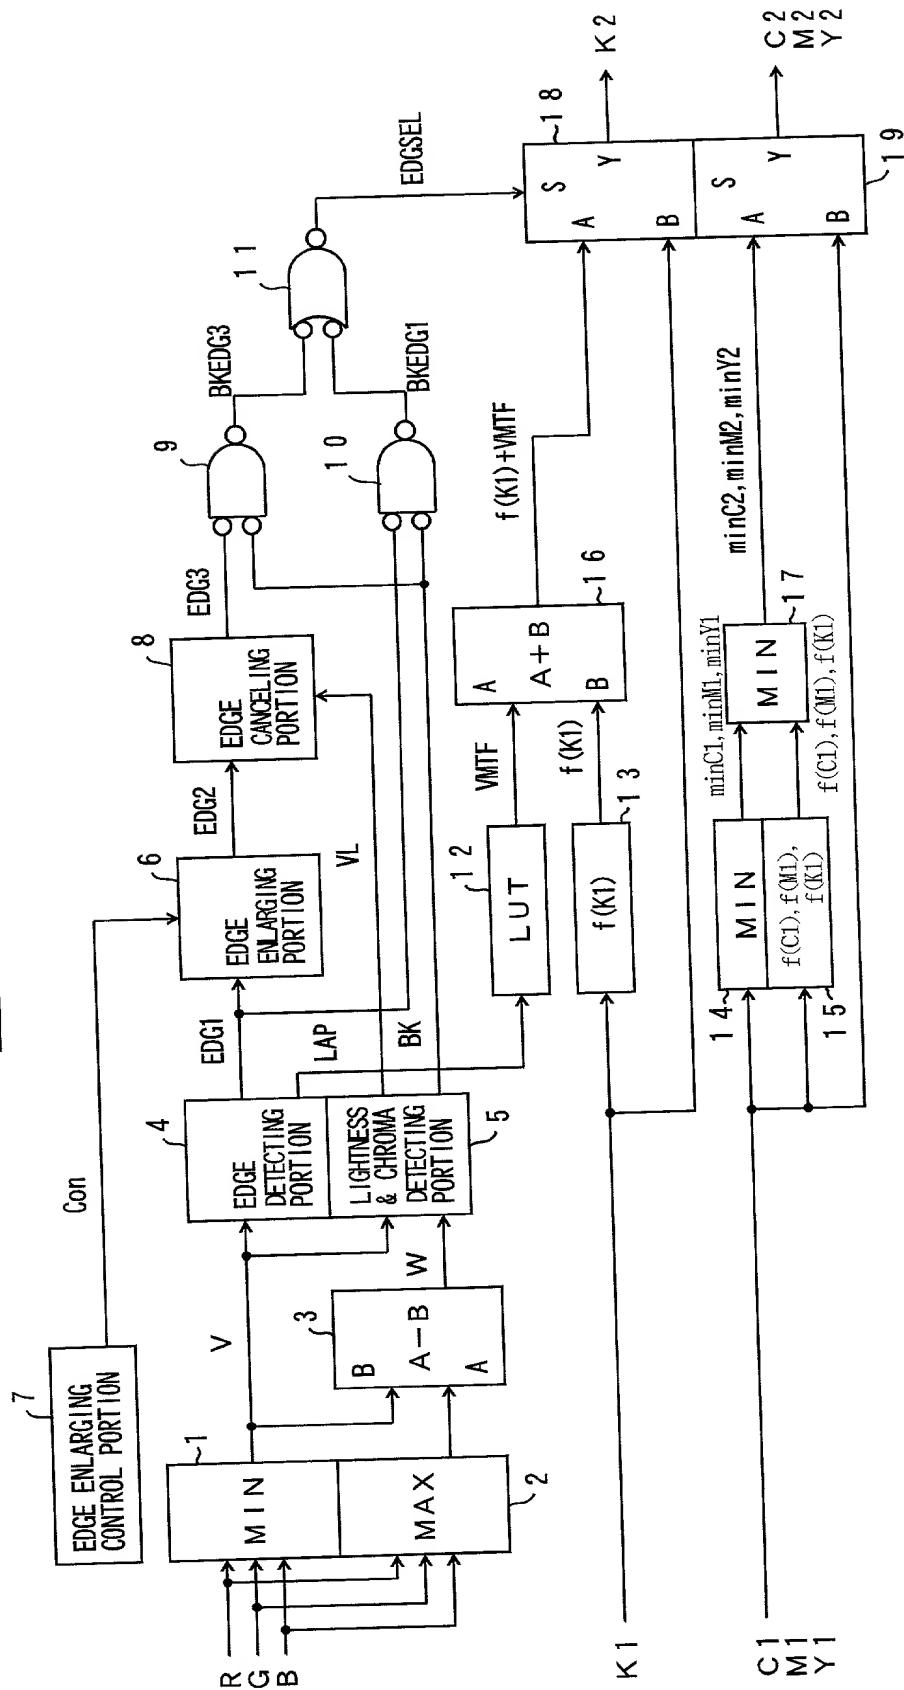 7
EDGE ENLARGING
CONTROL PORTION
Con
R
G
B
1
MIN
MAX
2
V
3
B
A-B
A
W
4
EDGE
DETECTING
PORTION
LIGHTNESS
& CHROMA
DETECTING
PORTION
5
EDG1
LAP
VL
BK
6
EDGE
ENLARGING
PORTION
EDG2
8
EDGE
CANCELING
PORTION
EDG3
9
10
BKEDG3
BKEDG1
11
EDGSEL
12
LUT
VMTF
f(K1)
13
f(K1)
A
A+B
B
16
f(K1)+VMTF
K1
C1
M1
Y1
14
MIN
f(C1),f(M1),
f(K1)
15
minC1,minM1,minY1
MIN
17
f(C1),f(M1),f(K1)
minC2,minM2,minY2
18
S
A
Y
B
S
A
Y
B
19
K2
C2
M2
Y2